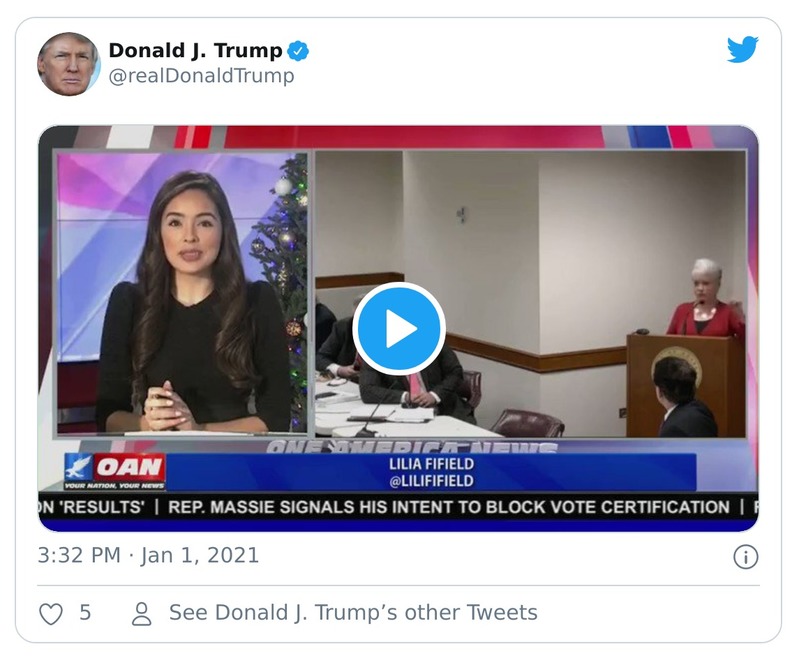 Donald J. Trump
@realDonaldTrump
ONE AMERICA NEWS
OAN
YOUR NATION, YOUR NEWS
LILIA FIFIELD
@LILIFIFIELD
ON 'RESULTS' | REP. MASSIE SIGNALS HIS INTENT TO BLOCK VOTE CERTIFICATION |
3:32 PM · Jan 1, 2021
5
See Donald J. Trump’s other Tweets